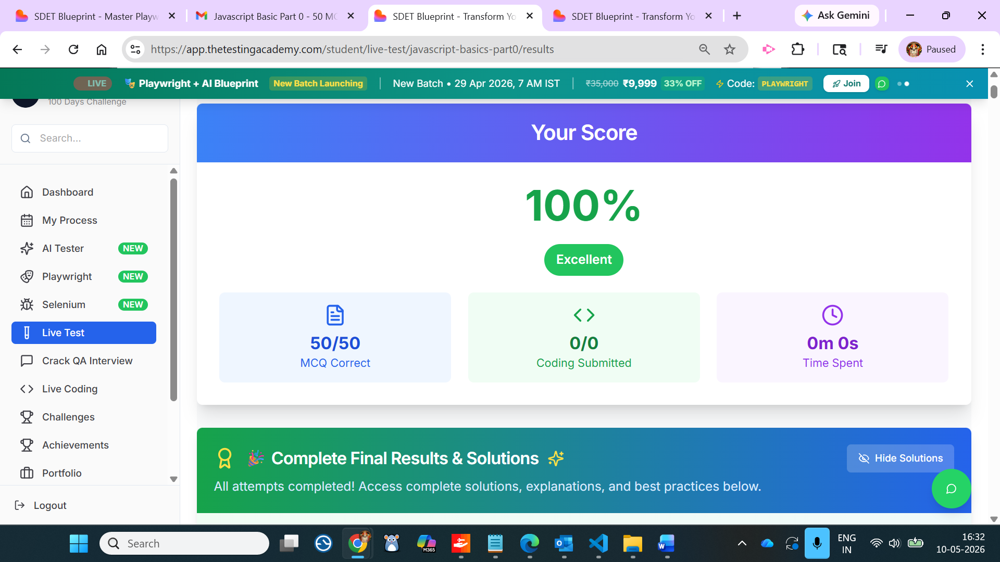 SDET Blueprint - Master Playw
Javascript Basic Part 0 - 50 MC
SDET Blueprint - Transform Yo
SDET Blueprint - Transform Yo
Ask Gemini
https://app.thetestingacademy.com/student/live-test/javascript-basics-part0/results
Paused
LIVE
🎭 Playwright + AI Blueprint
New Batch Launching
New Batch • 29 Apr 2026, 7 AM IST
₹35,000 ₹9,999 33% OFF
⚡ Code: PLAYWRIGHT
🚀 Join
100 Days Challenge
Search...
Dashboard
My Process
AI Tester NEW
Playwright NEW
Selenium NEW
Live Test
Crack QA Interview
Live Coding
Challenges
Achievements
Portfolio
Logout
Your Score
100%
Excellent
50/50
MCQ Correct
0/0
Coding Submitted
0m 0s
Time Spent
🎉 Complete Final Results & Solutions
Hide Solutions
All attempts completed! Access complete solutions, explanations, and best practices below.
Search
M365
ENG
IN
16:32
10-05-2026